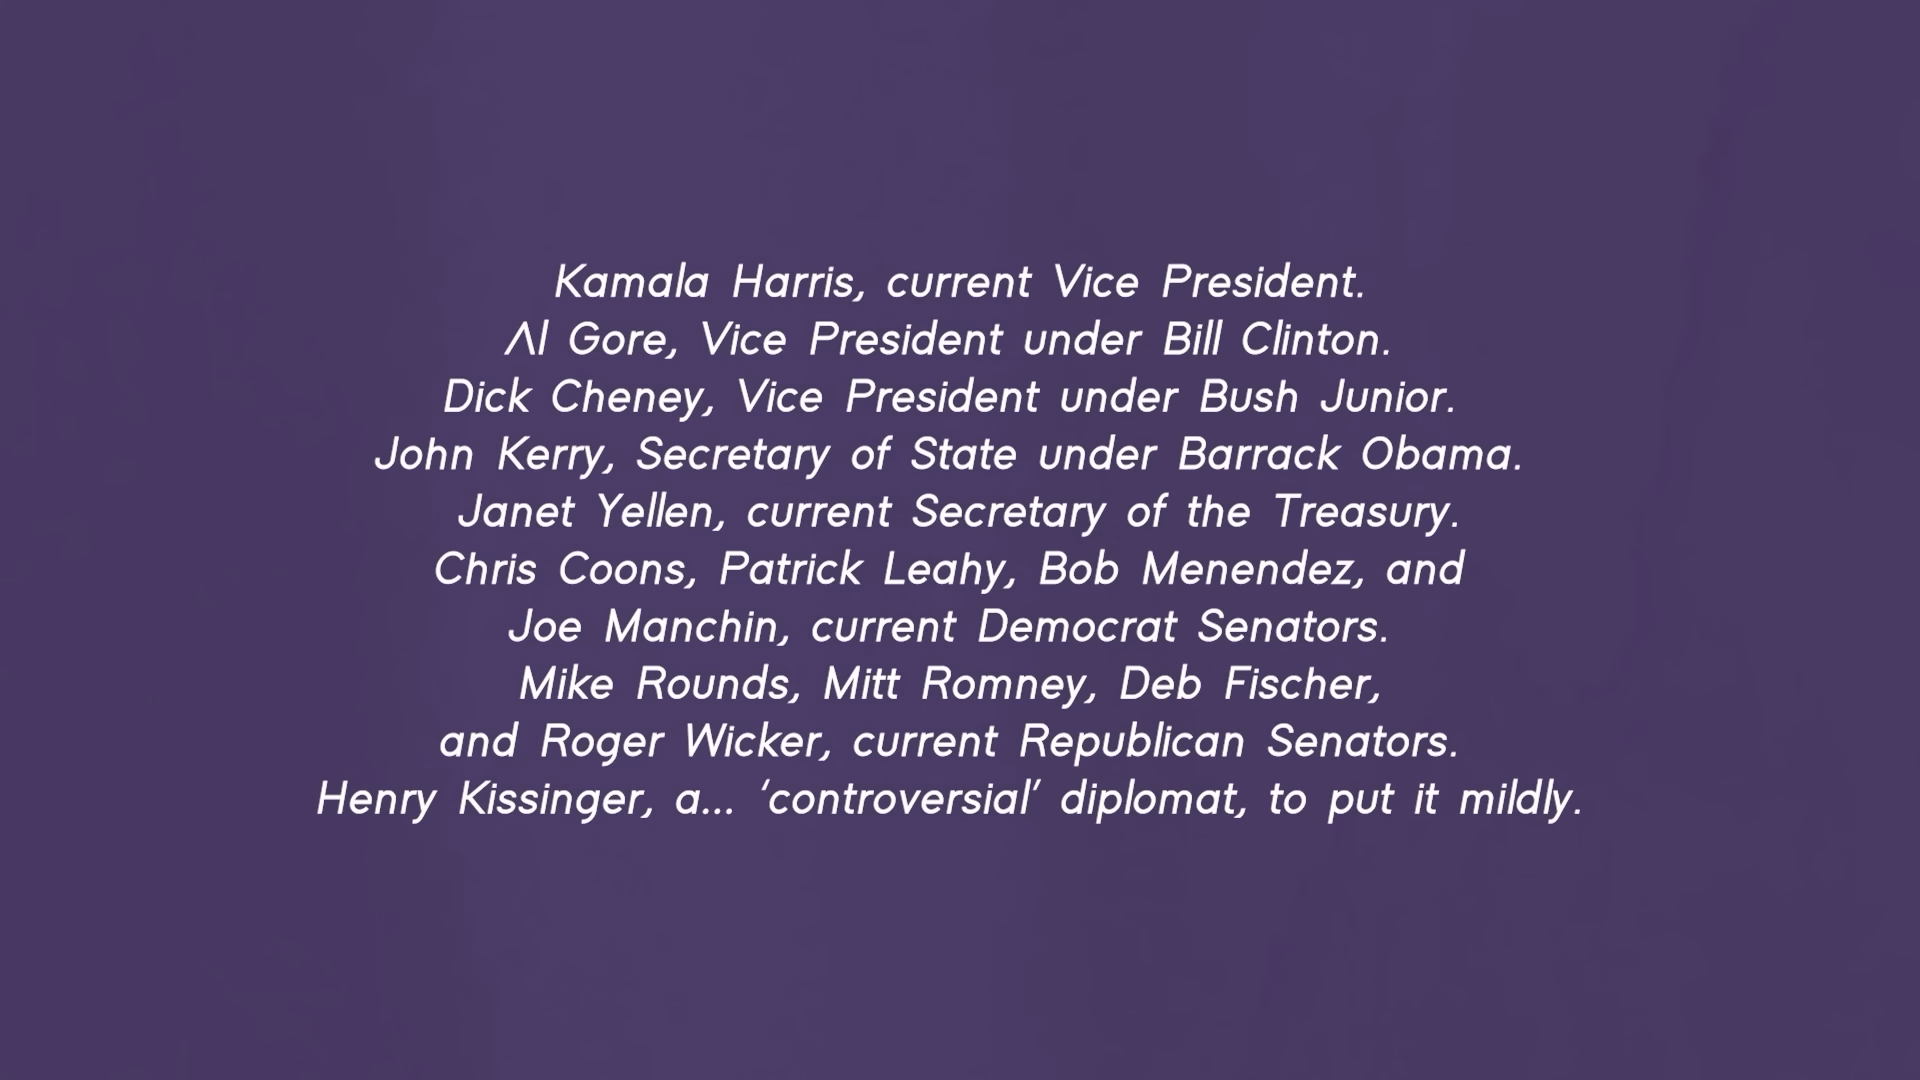 Kamala Harris, current Vice President.
Al Gore, Vice President under Bill Clinton.
Dick Cheney, Vice President under Bush Junior.
John Kerry, Secretary of State under Barrack Obama.
Janet Yellen, current Secretary of the Treasury.
Chris Coons, Patrick Leahy, Bob Menendez, and
Joe Manchin, current Democrat Senators.
Mike Rounds, Mitt Romney, Deb Fischer,
and Roger Wicker, current Republican Senators.
Henry Kissinger, a... ‘controversial’ diplomat, to put it mildly.